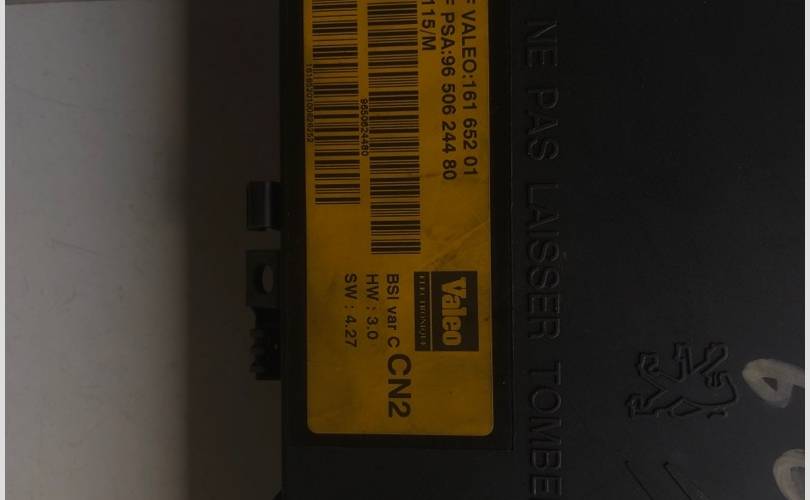 F VALEO:161 652 01
F PSA:96 506 244 80
115/M
9650624480
Valeo
ELECTRONIQUE
BSI var C CN2
HW : 3.0
SW : 4.27
NE PAS LAISSER TOMBE